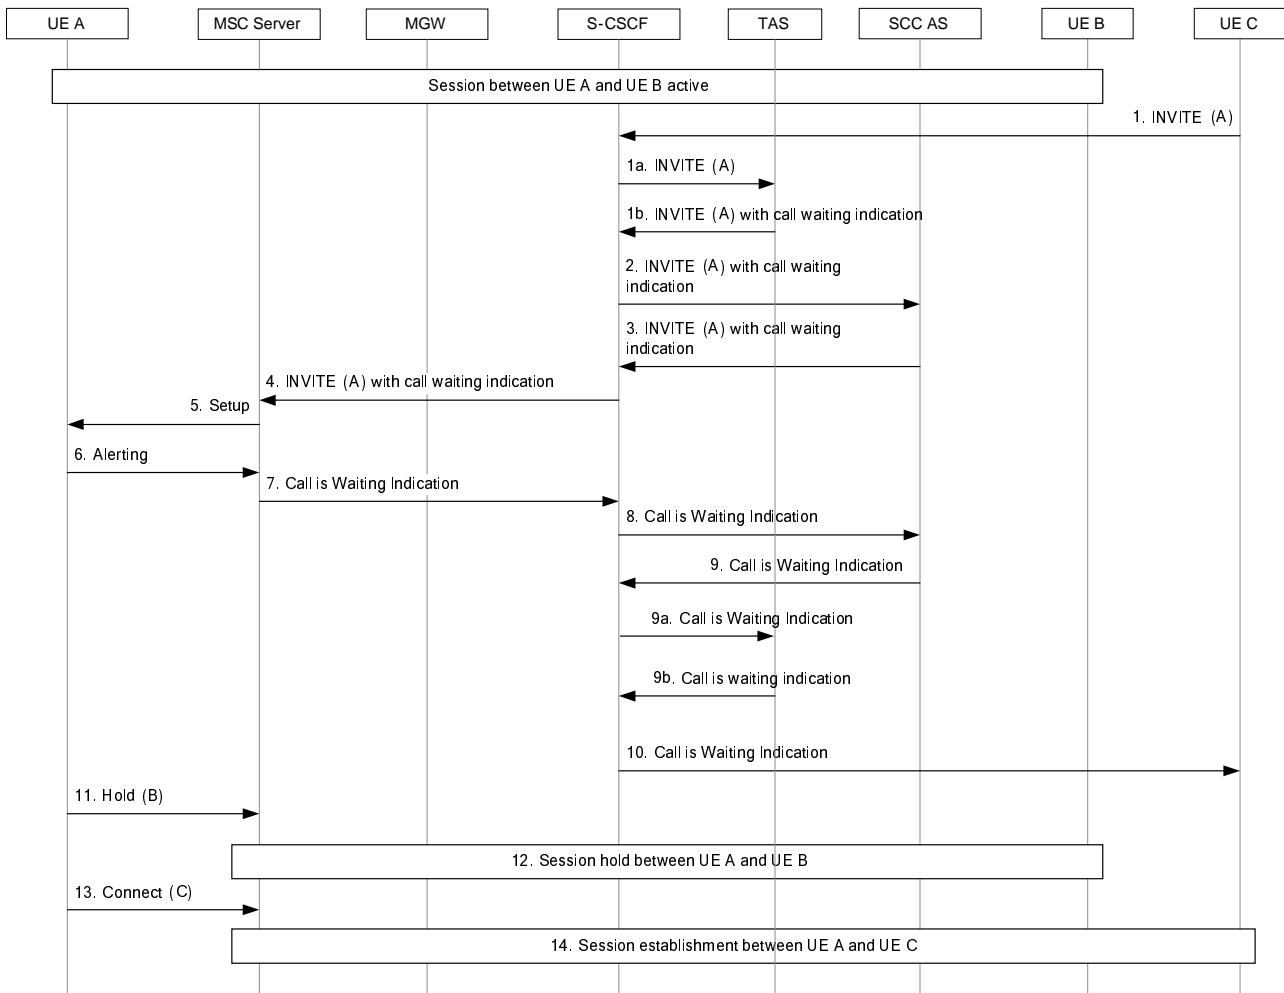 UE A
MSC Server
MGW
S-CSCF
TAS
SCC AS
UE B
UE C
Session between UE A and UE B active
1. INVITE (A)
1a. INVITE (A)
1b. INVITE (A) with call waiting indication
2. INVITE (A) with call waiting
indication
3. INVITE (A) with call waiting
indication
4. INVITE (A) with call waiting indication
5. Setup
6. Alerting
7. Call is Waiting Indication
8. Call is Waiting Indication
9. Call is Waiting Indication
9a. Call is Waiting Indication
9b. Call is waiting indication
10. Call is Waiting Indication
11. Hold (B)
12. Session hold between UE A and UE B
13. Connect (C)
14. Session establishment between UE A and UE C